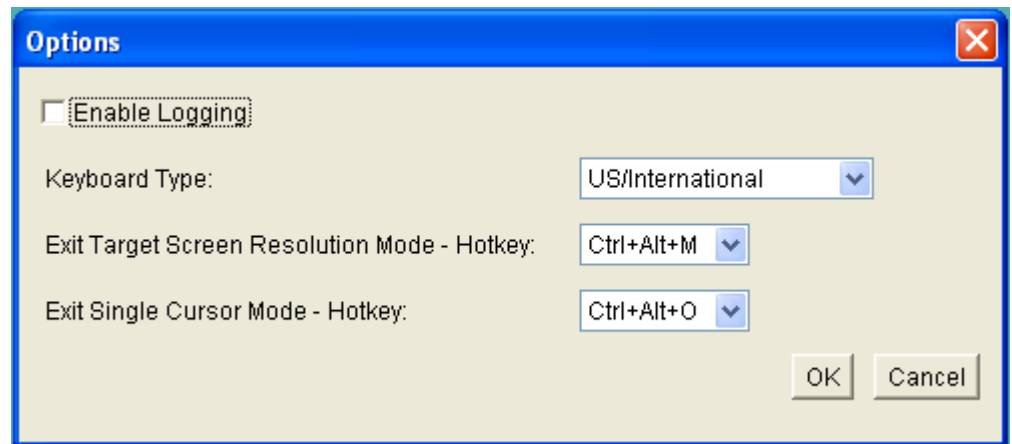 Options
Enable Logging
Keyboard Type: US/International
Exit Target Screen Resolution Mode - Hotkey: Ctrl+Alt+M
Exit Single Cursor Mode - Hotkey: Ctrl+Alt+O
OK Cancel